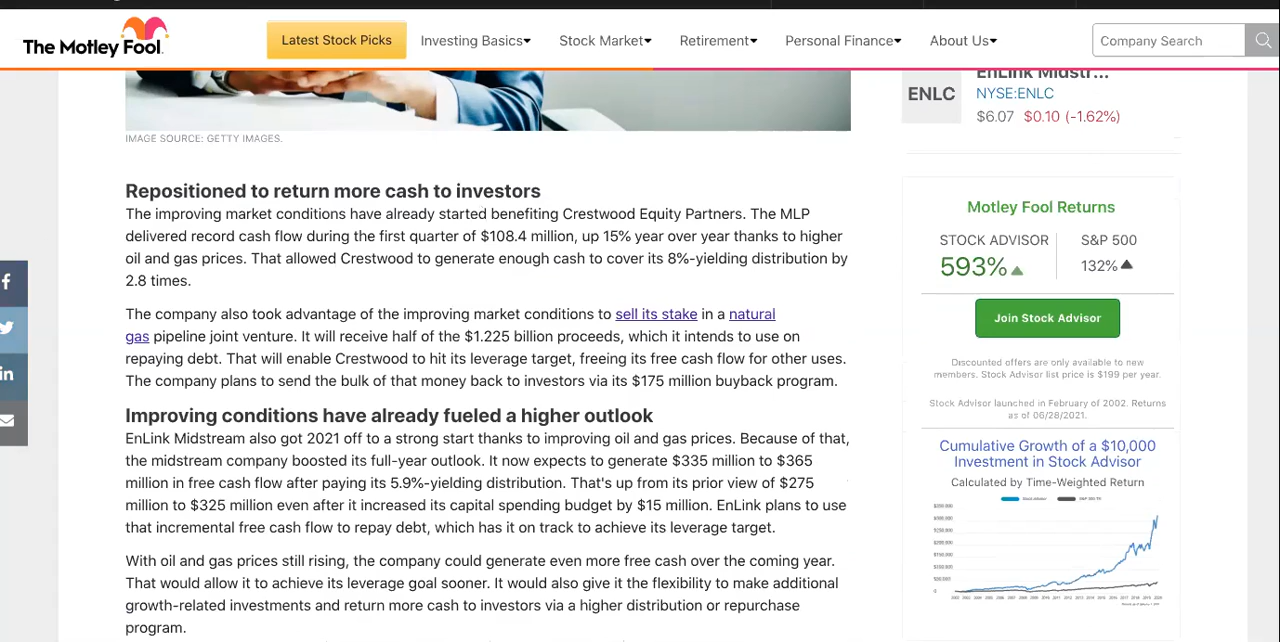 The Motley Fool.
Latest Stock Picks
Investing Basics
Stock Market
Retirement
Personal Finance
About Us
Company Search
IMAGE SOURCE: GETTY IMAGES.
Repositioned to return more cash to investors
The improving market conditions have already started benefiting Crestwood Equity Partners. The MLP
delivered record cash flow during the first quarter of $108.4 million, up 15% year over year thanks to higher
oil and gas prices. That allowed Crestwood to generate enough cash to cover its 8%-yielding distribution by
2.8 times.
The company also took advantage of the improving market conditions to sell its stake in a natural
gas pipeline joint venture. It will receive half of the $1.225 billion proceeds, which it intends to use on
repaying debt. That will enable Crestwood to hit its leverage target, freeing its free cash flow for other uses.
The company plans to send the bulk of that money back to investors via its $175 million buyback program.
Improving conditions have already fueled a higher outlook
EnLink Midstream also got 2021 off to a strong start thanks to improving oil and gas prices. Because of that,
the midstream company boosted its full-year outlook. It now expects to generate $335 million to $365
million in free cash flow after paying its 5.9%-yielding distribution. That's up from its prior view of $275
million to $325 million even after it increased its capital spending budget by $15 million. EnLink plans to use
that incremental free cash flow to repay debt, which has it on track to achieve its leverage target.
With oil and gas prices still rising, the company could generate even more free cash over the coming year.
That would allow it to achieve its leverage goal sooner. It would also give it the flexibility to make additional
growth-related investments and return more cash to investors via a higher distribution or repurchase
program.
EnLink Midstr...
ENLC
NYSE:ENLC
$6.07 $0.10 (-1.62%)
Motley Fool Returns
STOCK ADVISOR S&P 500
593% 132%
Join Stock Advisor
Discounted offers are only available to new
members. Stock Advisor list price is $199 per year.
Stock Advisor launched in February of 2002. Returns
as of 06/28/2021.
Cumulative Growth of a $10,000
Investment in Stock Advisor
Calculated by Time-Weighted Return